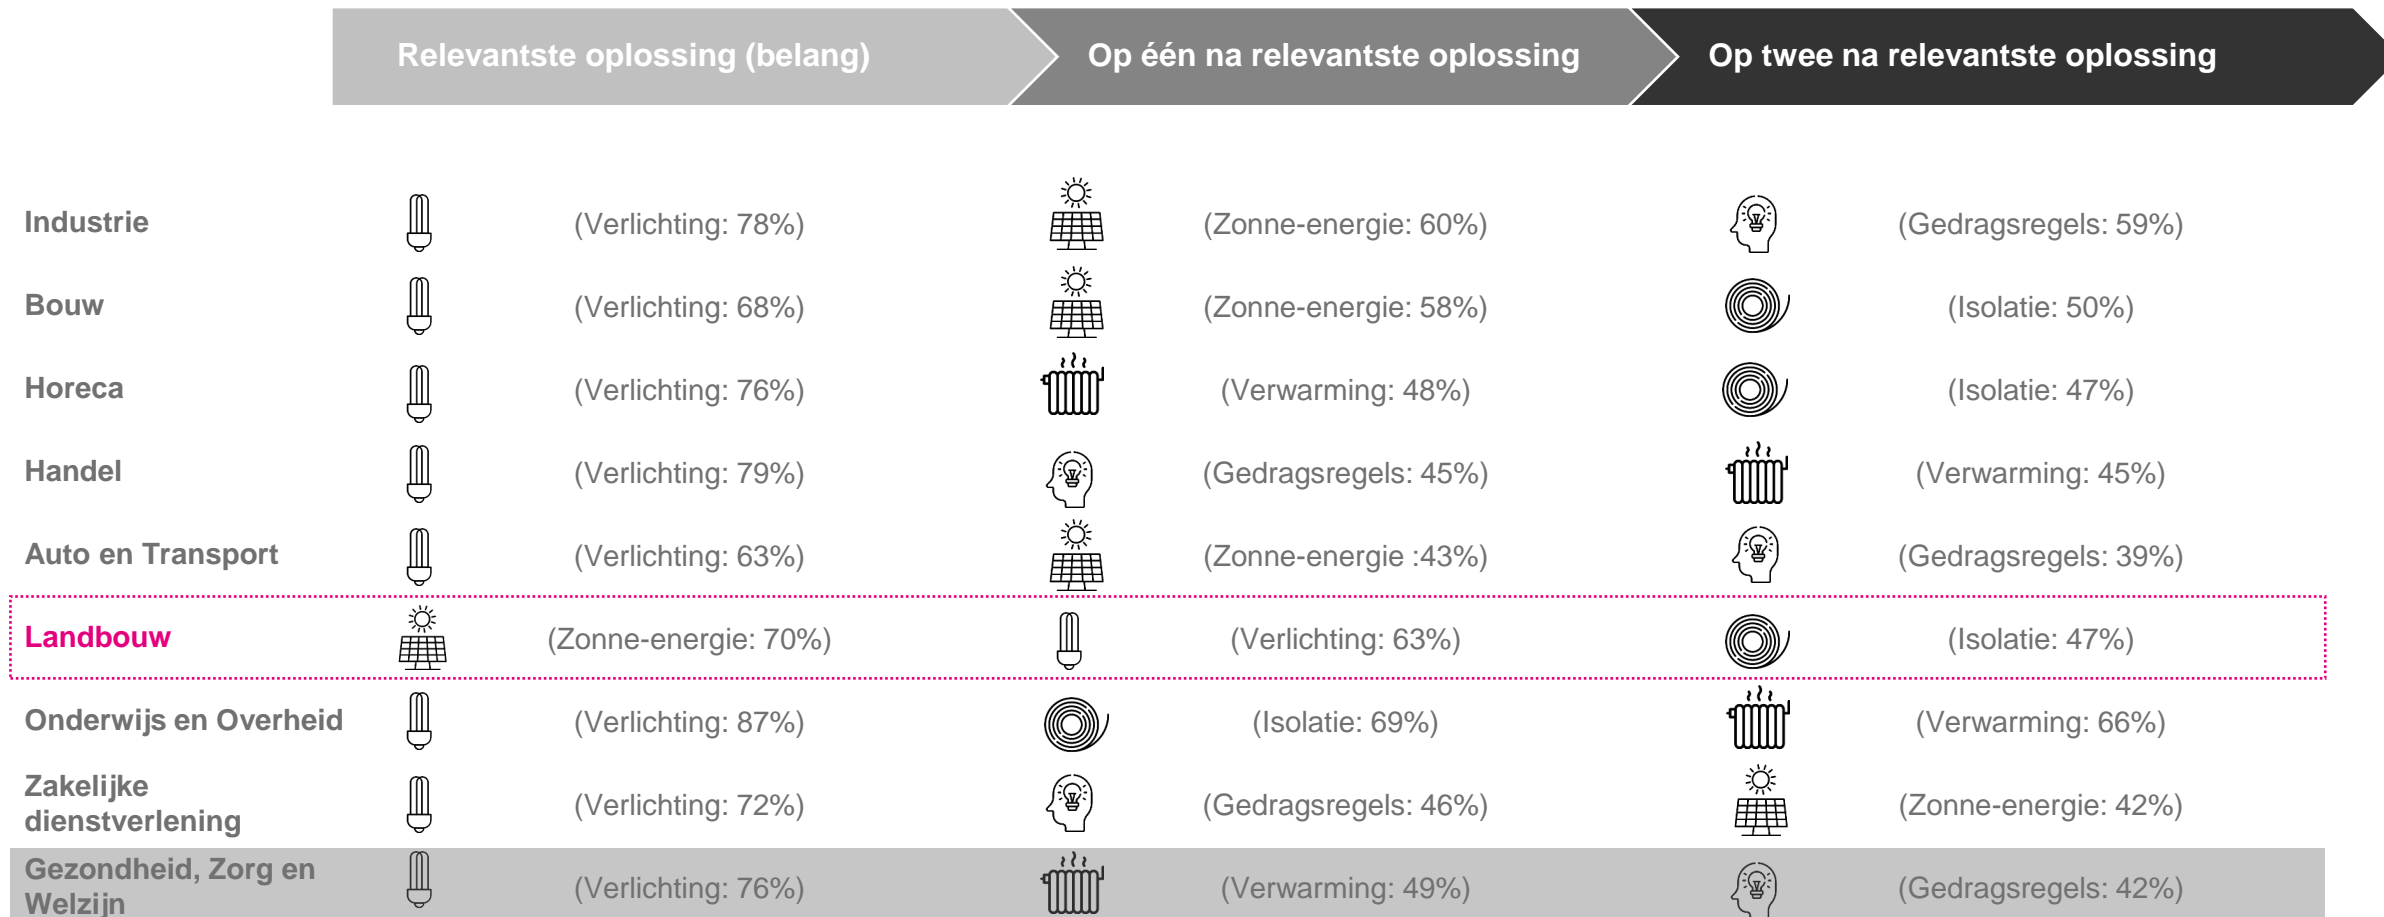 Relevantste oplossing (belang) Op één na relevantste oplossing Op twee na relevantste oplossing
Industrie (Verlichting: 78%) (Zonne-energie: 60%) (Gedragsregels: 59%)
Bouw (Verlichting: 68%) (Zonne-energie: 58%) (Isolatie: 50%)
Horeca (Verlichting: 76%) (Verwarming: 48%) (Isolatie: 47%)
Handel (Verlichting: 79%) (Gedragsregels: 45%) (Verwarming: 45%)
Auto en Transport (Verlichting: 63%) (Zonne-energie :43%) (Gedragsregels: 39%)
Landbouw (Zonne-energie: 70%) (Verlichting: 63%) (Isolatie: 47%)
Onderwijs en Overheid (Verlichting: 87%) (Isolatie: 69%) (Verwarming: 66%)
Zakelijke
dienstverlening (Verlichting: 72%) (Gedragsregels: 46%) (Zonne-energie: 42%)
Gezondheid, Zorg en
Welzijn (Verlichting: 76%) (Verwarming: 49%) (Gedragsregels: 42%)